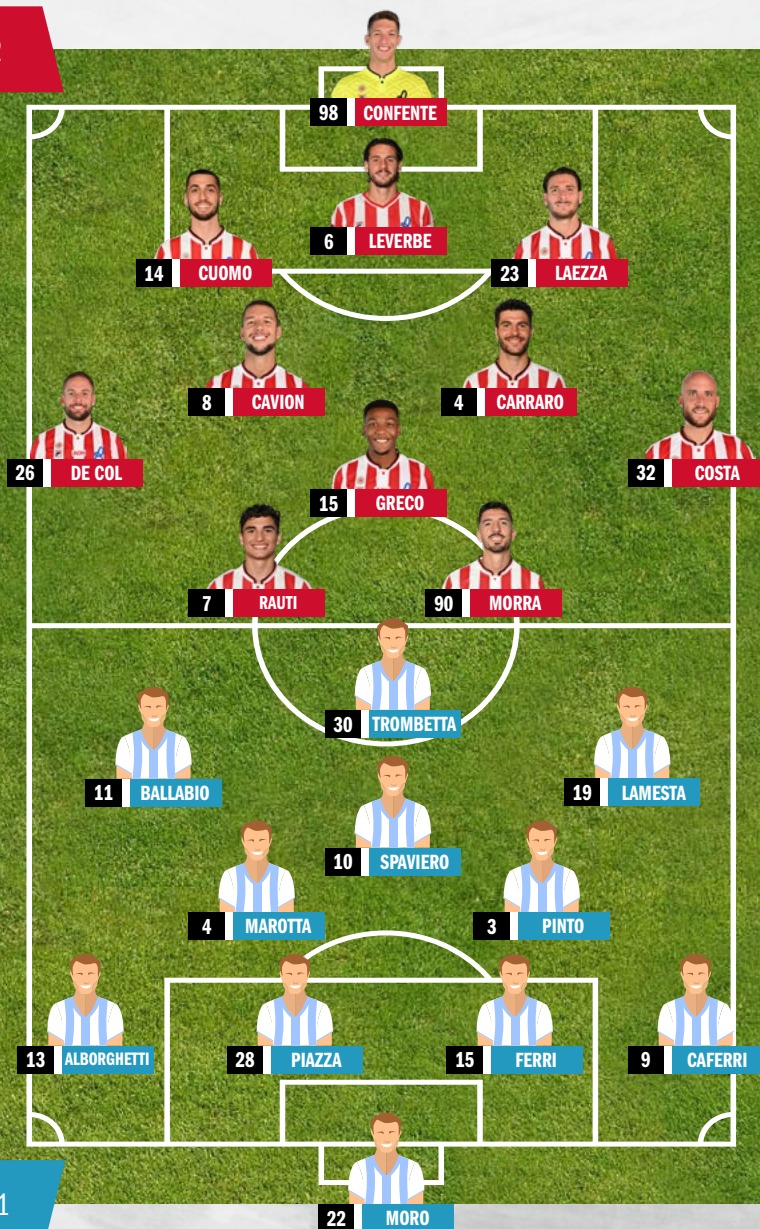 98 CONFENTE
6 LEVERBE
14 CUOMO
23 LAEZZA
8 CAVION
4 CARRARO
26 DE COL
32 COSTA
15 GRECO
7 RAUTI
90 MORRA
30 TROMBETTA
11 BALLABIO
19 LAMESTA
10 SPAVIERO
4 MAROTTA
3 PINTO
13 ALBORGHETTI
28 PIAZZA
15 FERRI
9 CAFERRI
1
22 MORO